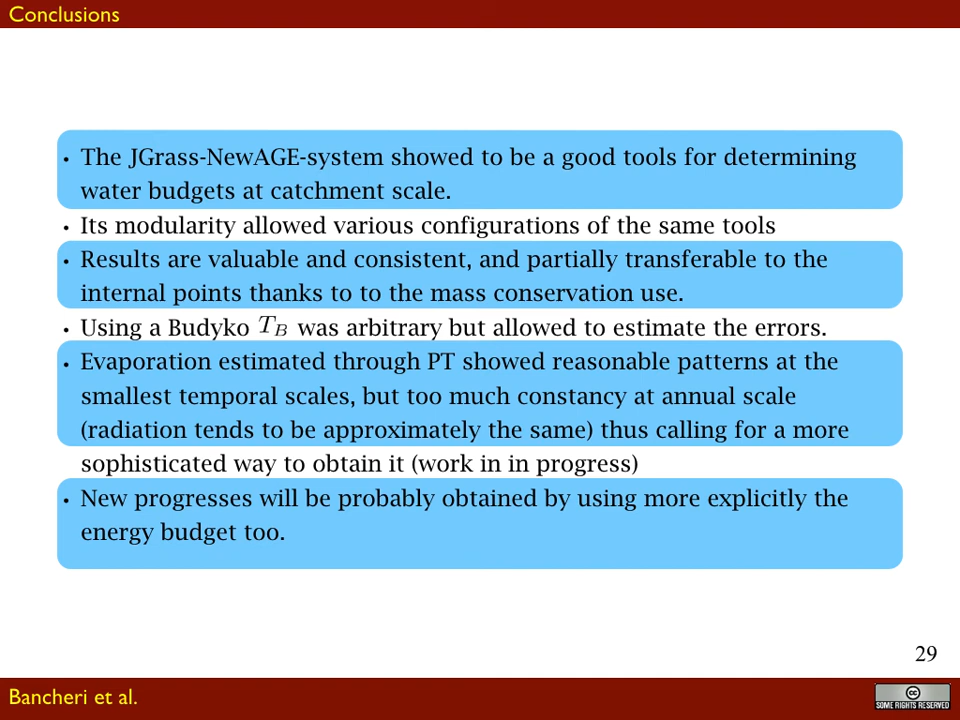 Conclusions
• The JGrass-NewAGE-system showed to be a good tools for determining
water budgets at catchment scale.
• Its modularity allowed various configurations of the same tools
• Results are valuable and consistent, and partially transferable to the
internal points thanks to to the mass conservation use.
• Using a Budyko T_B was arbitrary but allowed to estimate the errors.
• Evaporation estimated through PT showed reasonable patterns at the
smallest temporal scales, but too much constancy at annual scale
(radiation tends to be approximately the same) thus calling for a more
sophisticated way to obtain it (work in in progress)
• New progresses will be probably obtained by using more explicitly the
energy budget too.
29
Bancheri et al.
cc
SOME RIGHTS RESERVED